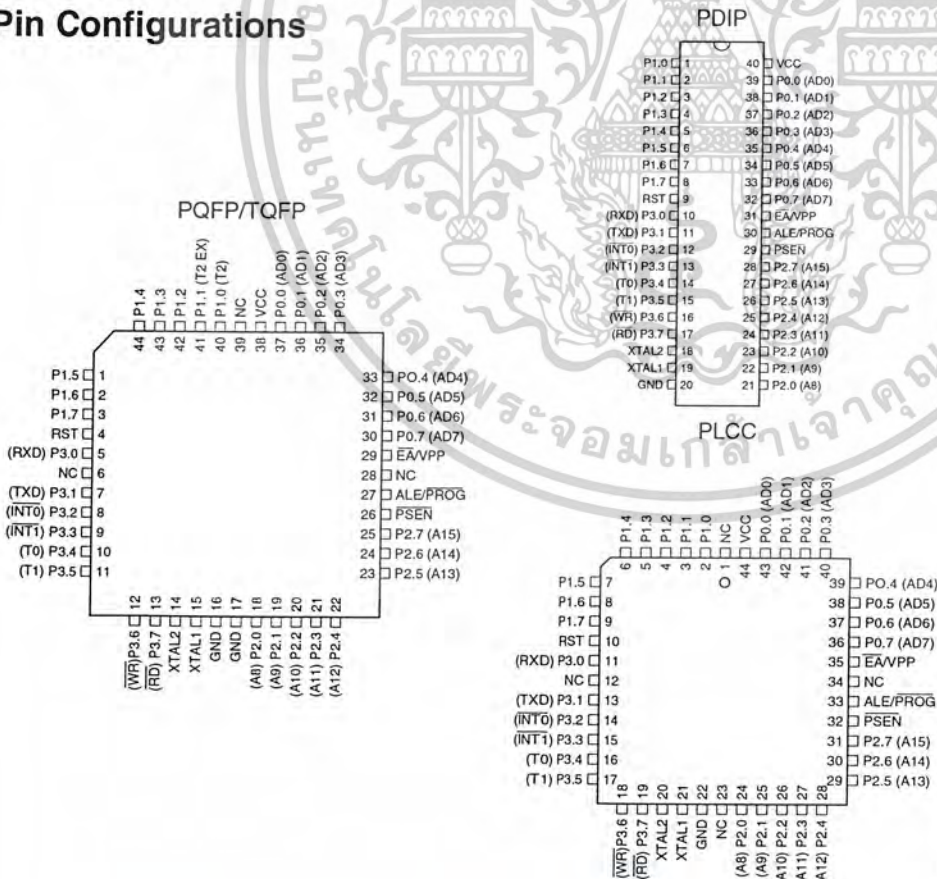 Pin Configurations
PDIP
P1.0 1
P1.1 2
P1.2 3
P1.3 4
P1.4 5
P1.5 6
P1.6 7
P1.7 8
RST 9
(RXD) P3.0 10
(TXD) P3.1 11
(INT0) P3.2 12
(INT1) P3.3 13
(T0) P3.4 14
(T1) P3.5 15
(WR) P3.6 16
(RD) P3.7 17
XTAL2 18
XTAL1 19
GND 20
40 VCC
39 P0.0 (AD0)
38 P0.1 (AD1)
37 P0.2 (AD2)
36 P0.3 (AD3)
35 P0.4 (AD4)
34 P0.5 (AD5)
33 P0.6 (AD6)
32 P0.7 (AD7)
31 EA/VPP
30 ALE/PROG
29 PSEN
28 P2.7 (A15)
27 P2.6 (A14)
26 P2.5 (A13)
25 P2.4 (A12)
24 P2.3 (A11)
23 P2.2 (A10)
22 P2.1 (A9)
21 P2.0 (A8)
PQFP/TQFP
44 P1.4
43 P1.3
42 P1.2
41 P1.1 (T2 EX)
40 P1.0 (T2)
39 NC
38 VCC
37 P0.0 (AD0)
36 P0.1 (AD1)
35 P0.2 (AD2)
34 P0.3 (AD3)
P1.5 1
P1.6 2
P1.7 3
RST 4
(RXD) P3.0 5
NC 6
(TXD) P3.1 7
(INT0) P3.2 8
(INT1) P3.3 9
(T0) P3.4 10
(T1) P3.5 11
33 PO.4 (AD4)
32 P0.5 (AD5)
31 P0.6 (AD6)
30 P0.7 (AD7)
29 EA/VPP
28 NC
27 ALE/PROG
26 PSEN
25 P2.7 (A15)
24 P2.6 (A14)
23 P2.5 (A13)
12 (WR)P3.6
13 (RD) P3.7
14 XTAL2
15 XTAL1
16 GND
17 GND
18 (A8) P2.0
19 (A9) P2.1
20 (A10) P2.2
21 (A11) P2.3
22 (A12) P2.4
PLCC
6 P1.4
5 P1.3
4 P1.2
3 P1.1
2 P1.0
1 NC
44 VCC
43 P0.0 (AD0)
42 P0.1 (AD1)
41 P0.2 (AD2)
40 P0.3 (AD3)
P1.5 7
P1.6 8
P1.7 9
RST 10
(RXD) P3.0 11
NC 12
(TXD) P3.1 13
(INT0) P3.2 14
(INT1) P3.3 15
(T0) P3.4 16
(T1) P3.5 17
39 PO.4 (AD4)
38 P0.5 (AD5)
37 P0.6 (AD6)
36 P0.7 (AD7)
35 EA/VPP
34 NC
33 ALE/PROG
32 PSEN
31 P2.7 (A15)
30 P2.6 (A14)
29 P2.5 (A13)
18 (WR)P3.6
19 (RD) P3.7
20 XTAL2
21 XTAL1
22 GND
23 NC
24 (A8) P2.0
25 (A9) P2.1
26 (A10) P2.2
27 (A11) P2.3
28 (A12) P2.4
พระจอมเกล้าเจ้าคุณ